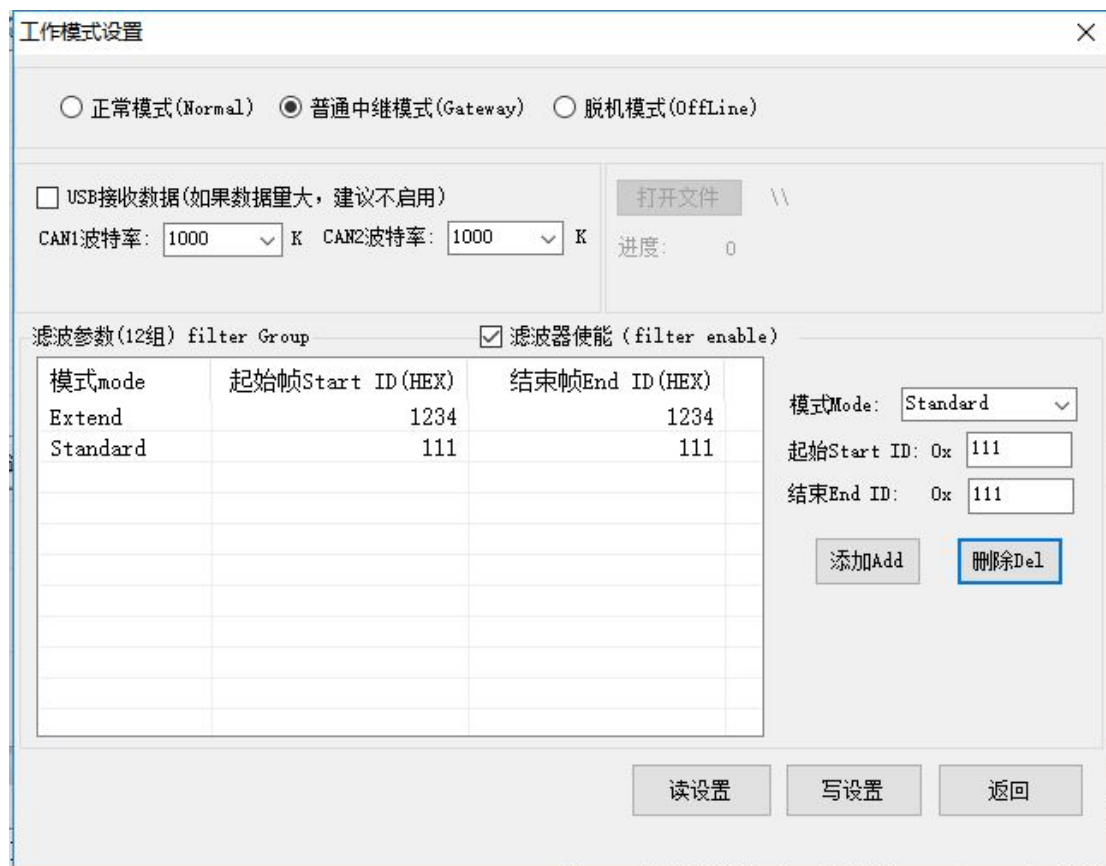 工作模式设置
正常模式(Normal) 普通中继模式(Gateway) 脱机模式(OffLine)
USB接收数据(如果数据量大，建议不启用)
CAN1波特率: 1000 K CAN2波特率: 1000 K
打开文件 \\
进度: 0
滤波参数(12组) filter Group 滤波器使能 (filter enable)
模式mode 起始帧Start ID(HEX) 结束帧End ID(HEX)
Extend 1234 1234
Standard 111 111
模式Mode: Standard
起始Start ID: 0x 111
结束End ID: 0x 111
添加Add 删除Del
读设置 写设置 返回